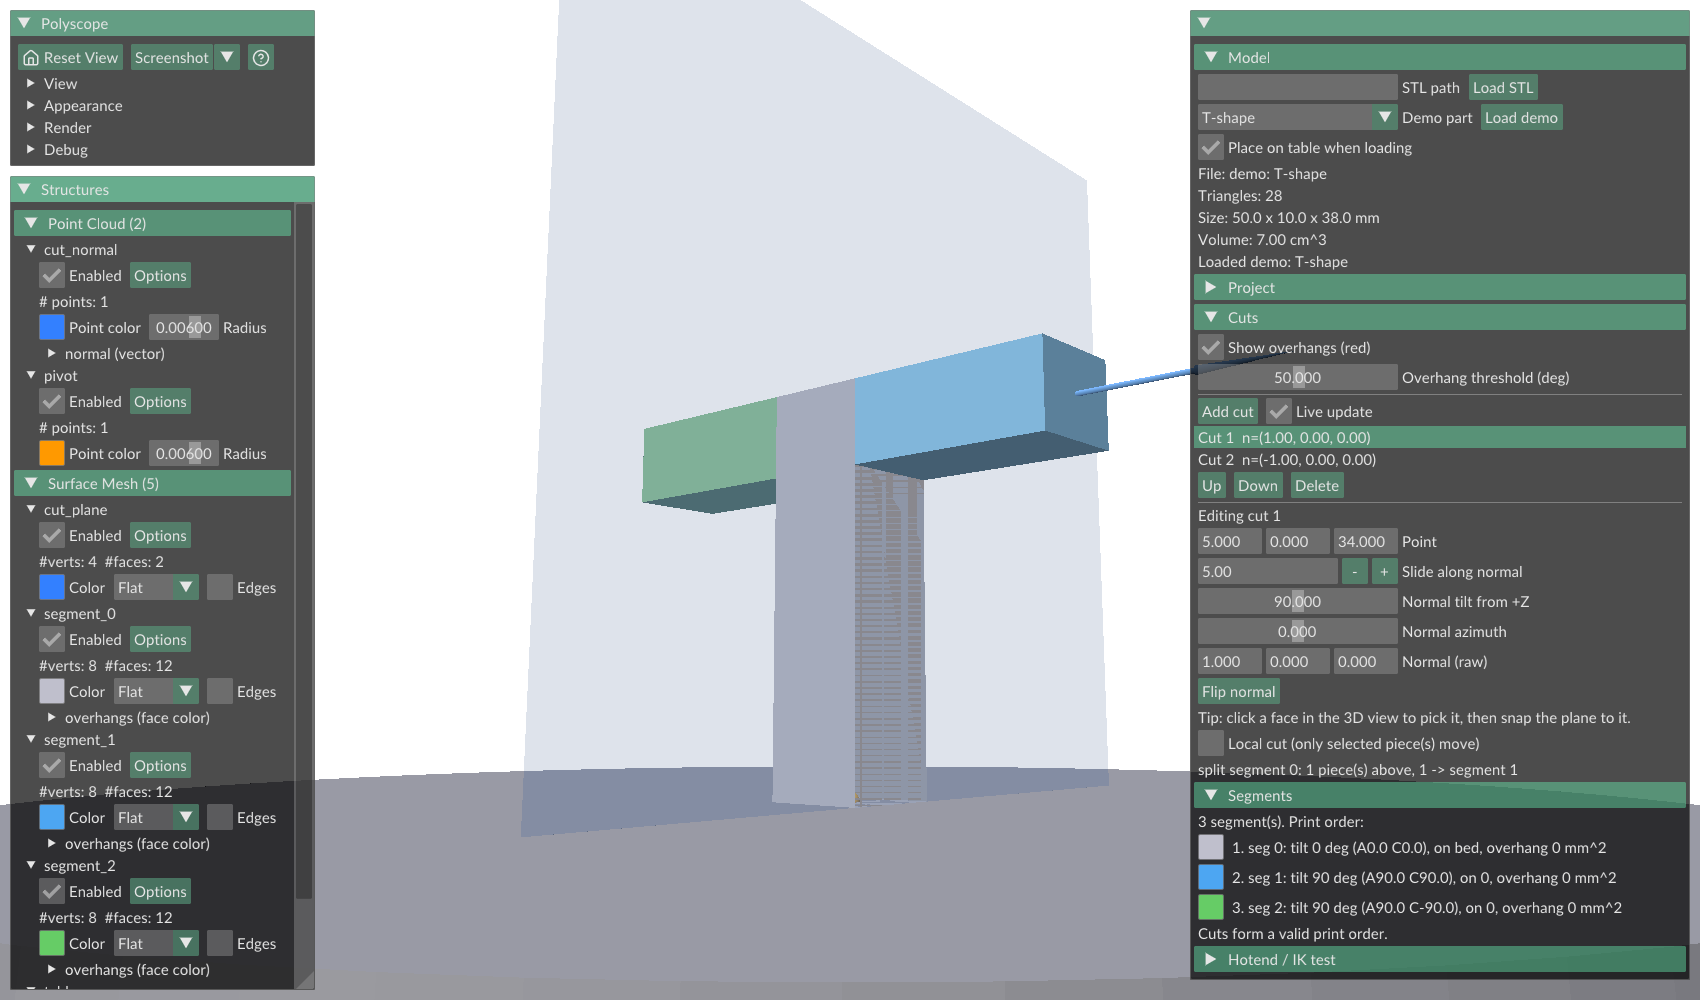 Polyscope
Reset View
Screenshot
View
Appearance
Render
Debug
Structures
Point Cloud (2)
cut_normal
Enabled
Options
# points: 1
Point color
0.00600
Radius
normal (vector)
pivot
Enabled
Options
# points: 1
Point color
0.00600
Radius
Surface Mesh (5)
cut_plane
Enabled
Options
#verts: 4 #faces: 2
Color
Flat
Edges
segment_0
Enabled
Options
#verts: 8 #faces: 12
Color
Flat
Edges
overhangs (face color)
segment_1
Enabled
Options
#verts: 8 #faces: 12
Color
Flat
Edges
overhangs (face color)
segment_2
Enabled
Options
#verts: 8 #faces: 12
Color
Flat
Edges
overhangs (face color)
Model
STL path
Load STL
T-shape
Demo part
Load demo
Place on table when loading
File: demo: T-shape
Triangles: 28
Size: 50.0 x 10.0 x 38.0 mm
Volume: 7.00 cm^3
Loaded demo: T-shape
Project
Cuts
Show overhangs (red)
50.000
Overhang threshold (deg)
Add cut
Live update
Cut 1 n=(1.00, 0.00, 0.00)
Cut 2 n=(-1.00, 0.00, 0.00)
Up
Down
Delete
Editing cut 1
5.000
0.000
34.000
Point
5.00
-
+
Slide along normal
90.000
Normal tilt from +Z
0.000
Normal azimuth
1.000
0.000
0.000
Normal (raw)
Flip normal
Tip: click a face in the 3D view to pick it, then snap the plane to it.
Local cut (only selected piece(s) move)
split segment 0: 1 piece(s) above, 1 -> segment 1
Segments
3 segment(s). Print order:
1. seg 0: tilt 0 deg (A0.0 C0.0), on bed, overhang 0 mm^2
2. seg 1: tilt 90 deg (A90.0 C90.0), on 0, overhang 0 mm^2
3. seg 2: tilt 90 deg (A90.0 C-90.0), on 0, overhang 0 mm^2
Cuts form a valid print order.
Hotend / IK test